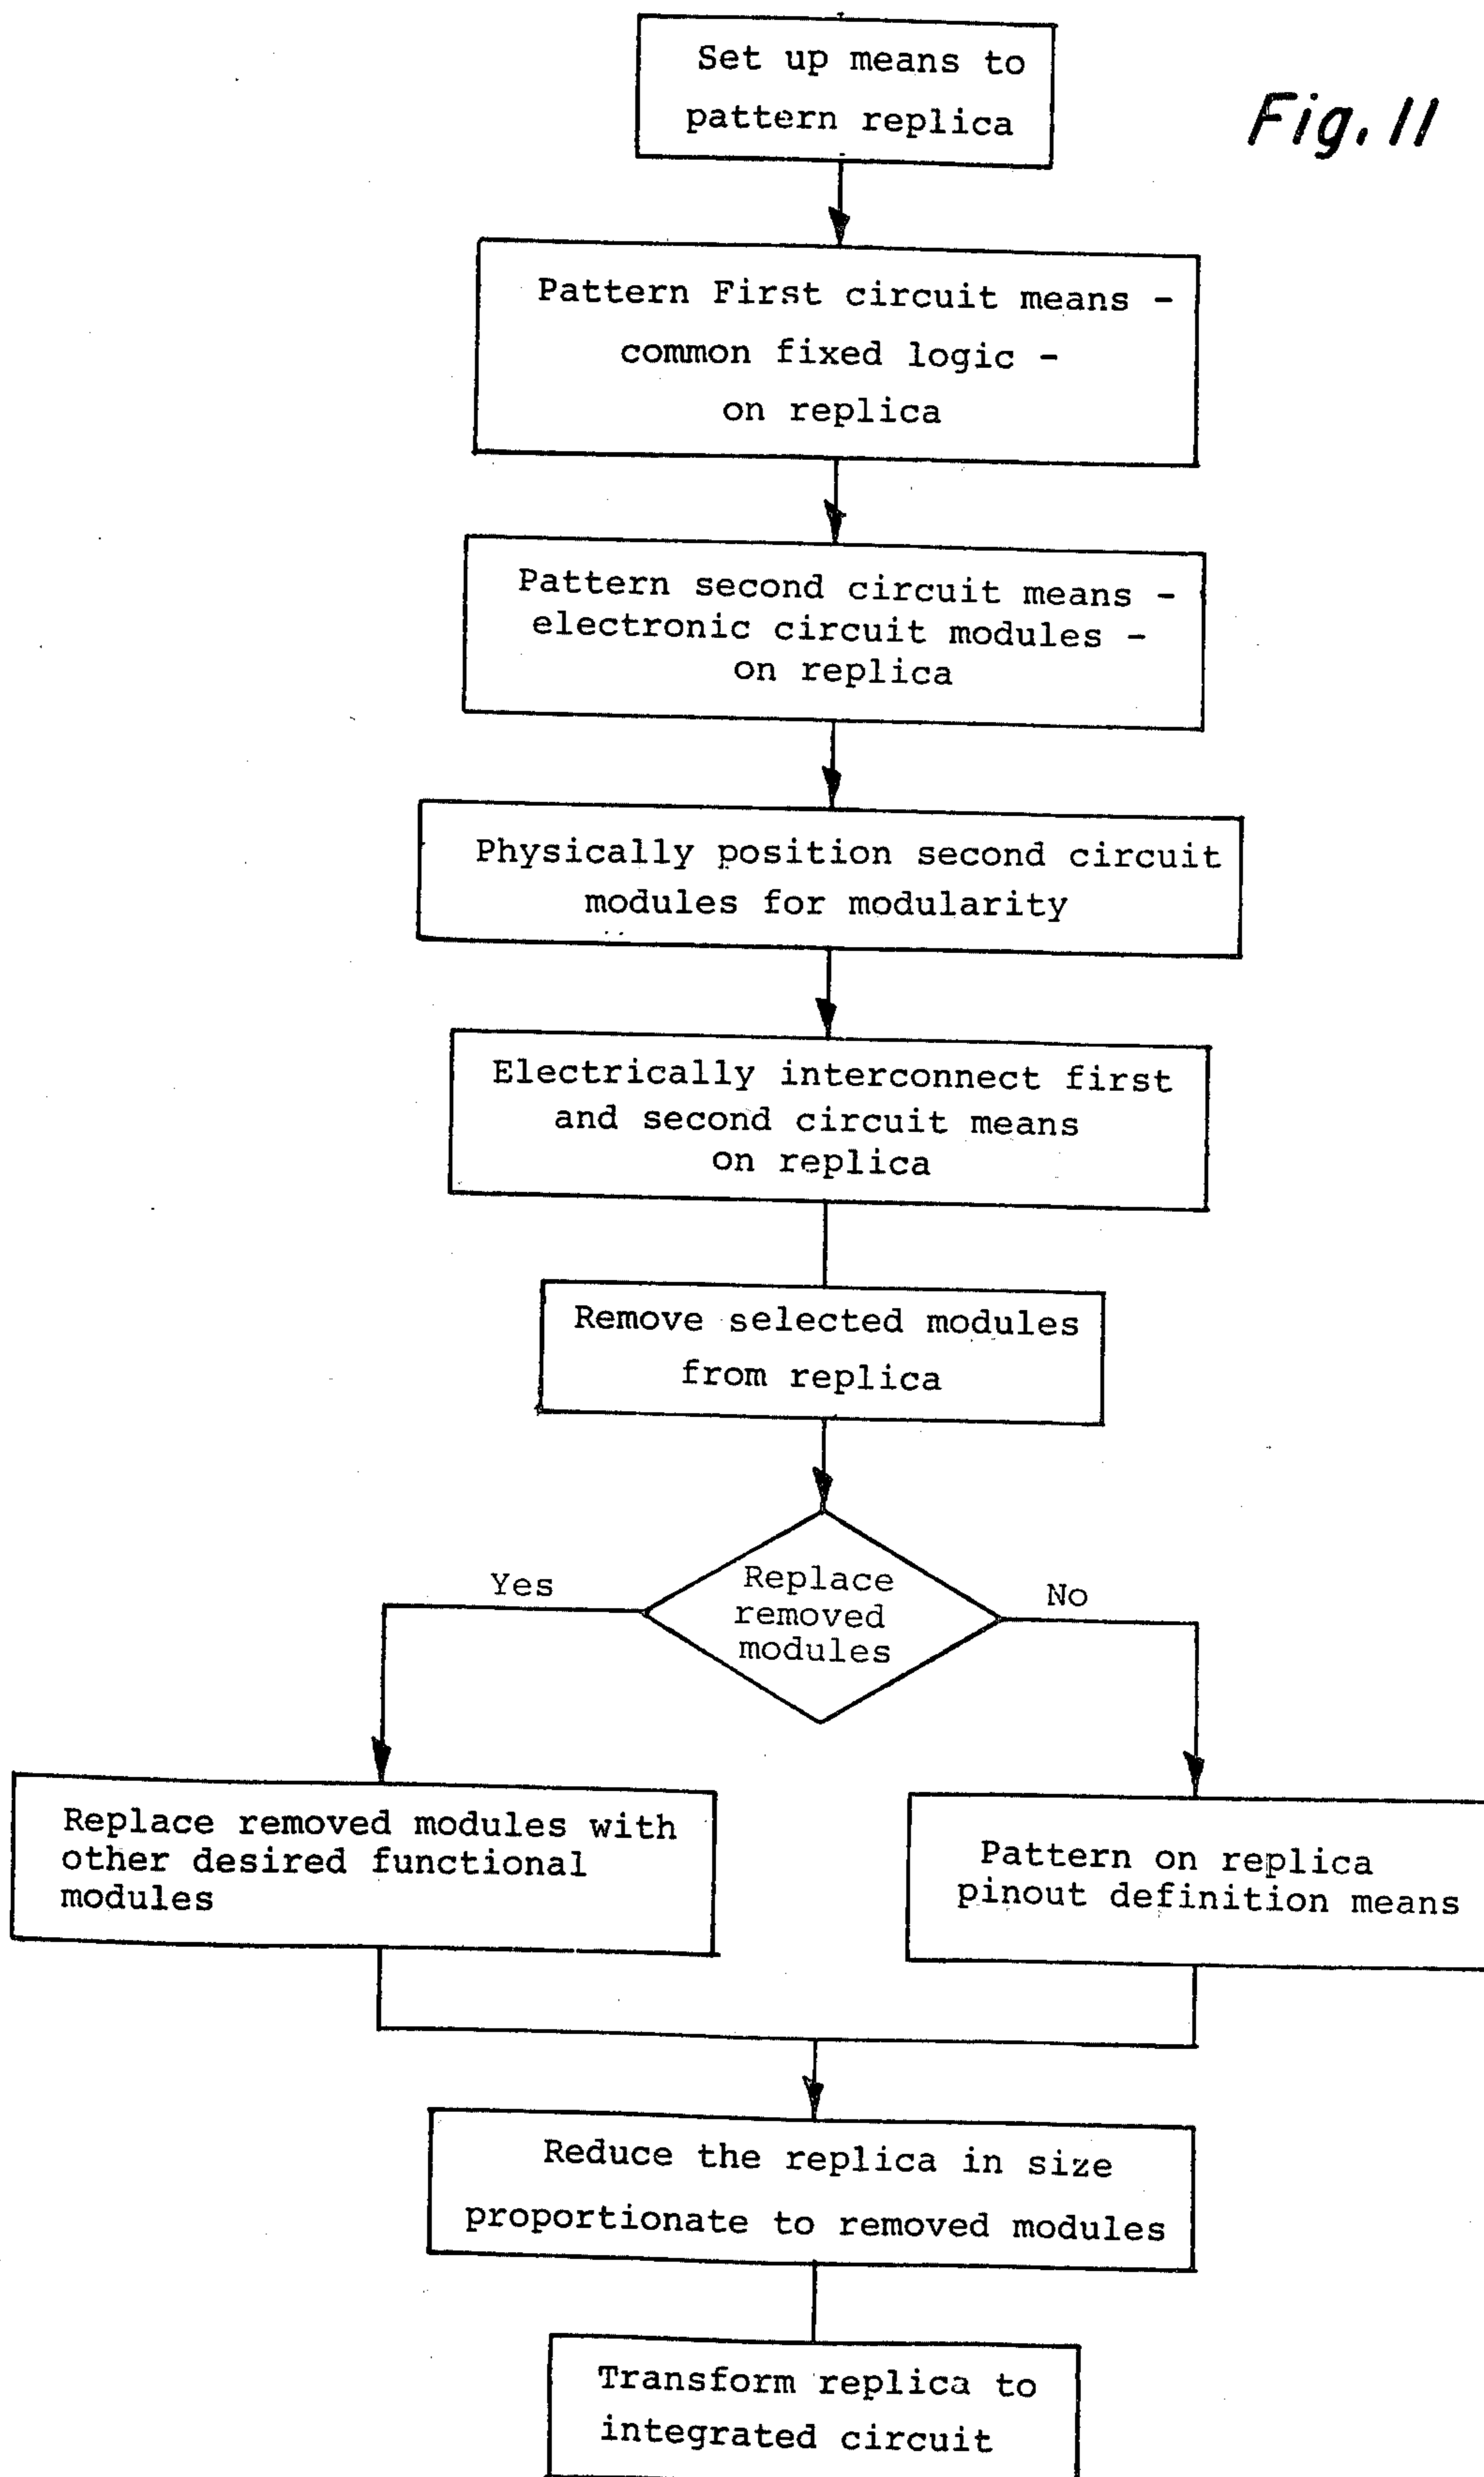 Set up means to
pattern replica
Fig. 11
Pattern First circuit means -
common fixed logic -
on replica
Pattern second circuit means -
electronic circuit modules -
on replica
Physically position second circuit
modules for modularity
Electrically interconnect first
and second circuit means
on replica
Remove selected modules
from replica
Replace
removed
modules
Yes
No
Replace removed modules with
other desired functional
modules
Pattern on replica
pinout definition means
Reduce the replica in size
proportionate to removed modules
Transform replica to
integrated circuit